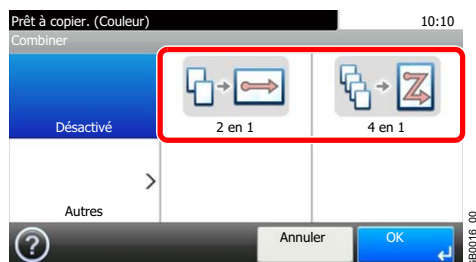 Prêt à copier. (Couleur) 10:10
Combiner
Désactivé 2 en 1 4 en 1
Autres
? Annuler OK